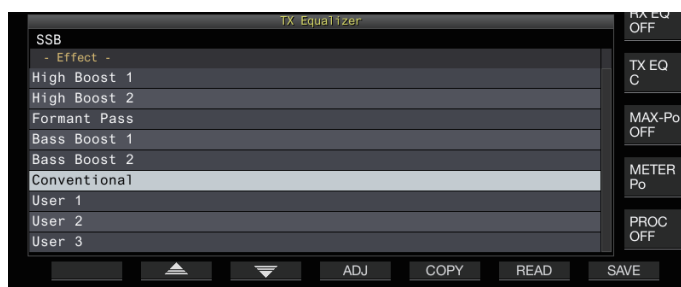 TX Equalizer
SSB
- Effect -
High Boost 1
High Boost 2
Formant Pass
Bass Boost 1
Bass Boost 2
Conventional
User 1
User 2
User 3
RX EQ
OFF
TX EQ
C
MAX-Po
OFF
METER
Po
PROC
OFF
ADJ
COPY
READ
SAVE